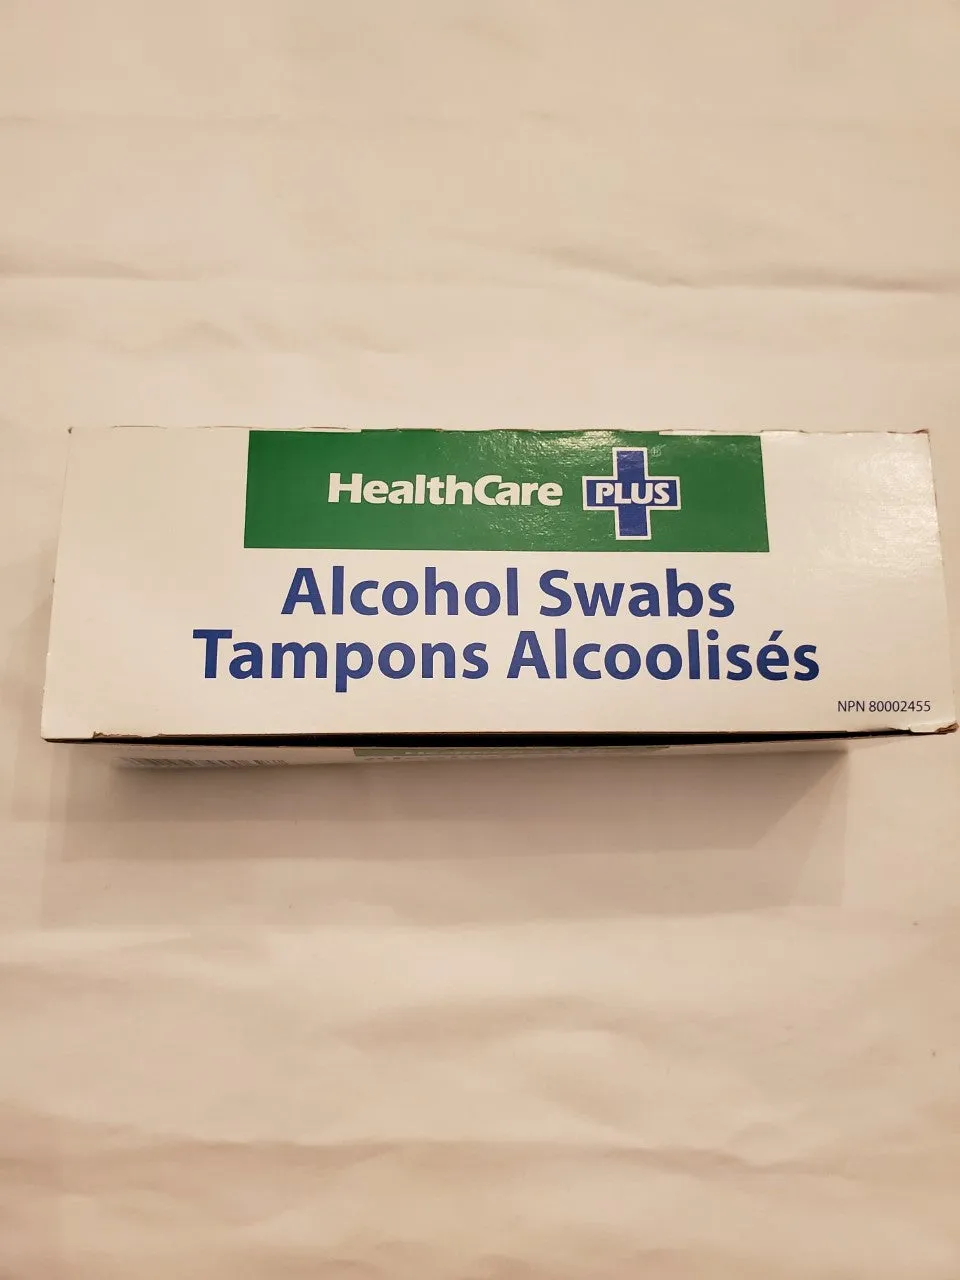 HealthCare PLUS
Alcohol Swabs
Tampons Alcoolisés
NPN 80002455